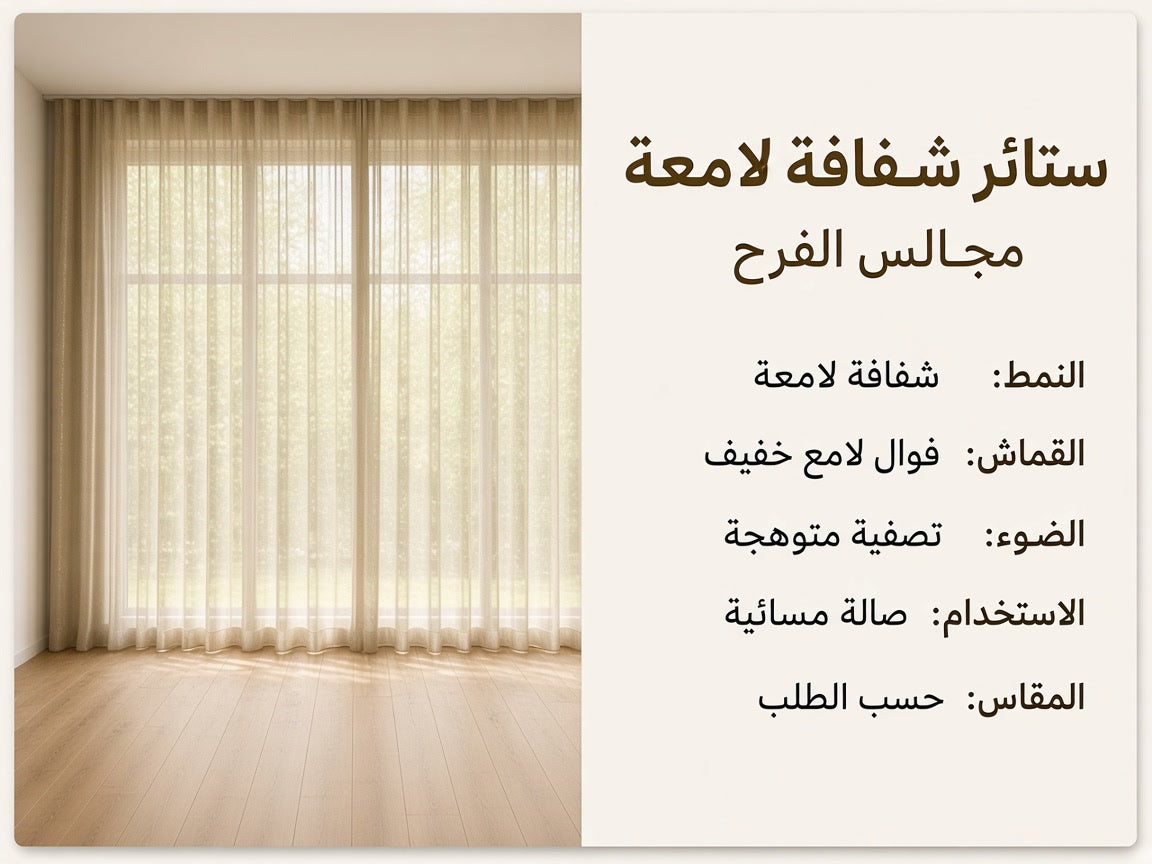 ستائر شفافة لامعة
مجالس الفرح
النمط: شفافة لامعة
القماش: فوال لامع خفيف
الضوء: تصفية متوهجة
الاستخدام: صالة مسائية
المقاس: حسب الطلب